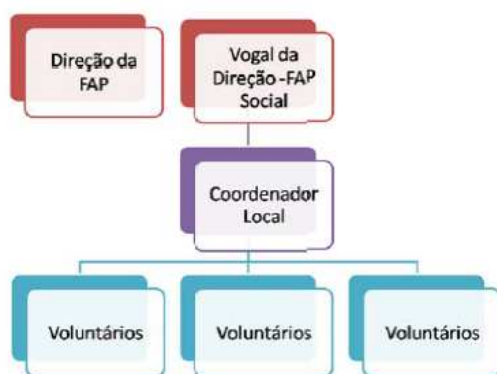 Direção da
FAP
Vogal da
Direção -FAP
Social
Coordenador
Local
Voluntários
Voluntários
Voluntários